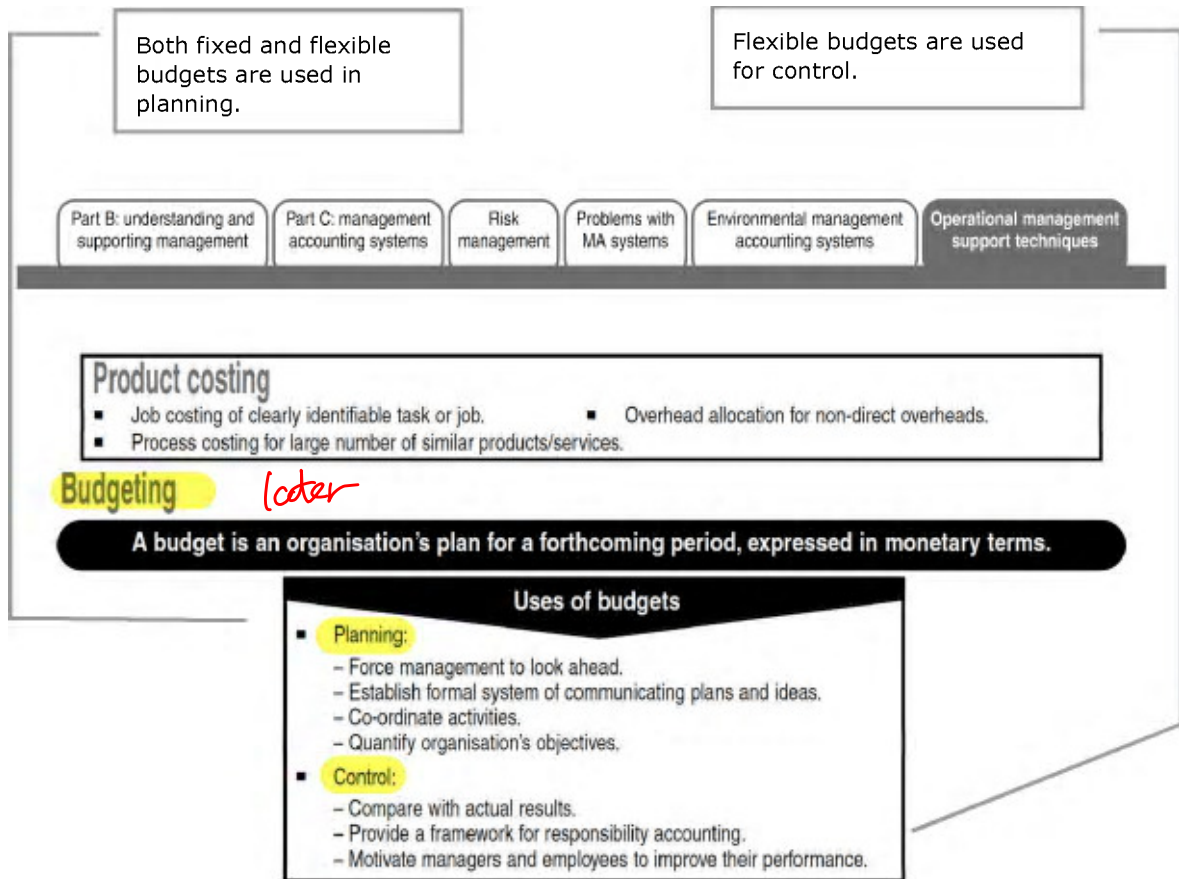 Both fixed and flexible
budgets are used in
planning.
Flexible budgets are used
for control.
Part B: understanding and
supporting management
Part C: management
accounting systems
Risk
management
Problems with
MA systems
Environmental management
accounting systems
Operational management
support techniques
Product costing
▪ Job costing of clearly identifiable task or job.
▪ Overhead allocation for non-direct overheads.
▪ Process costing for large number of similar products/services.
Budgeting later
A budget is an organisation's plan for a forthcoming period, expressed in monetary terms.
Uses of budgets
▪ Planning:
– Force management to look ahead.
– Establish formal system of communicating plans and ideas.
– Co-ordinate activities.
– Quantify organisation's objectives.
▪ Control:
– Compare with actual results.
– Provide a framework for responsibility accounting.
– Motivate managers and employees to improve their performance.